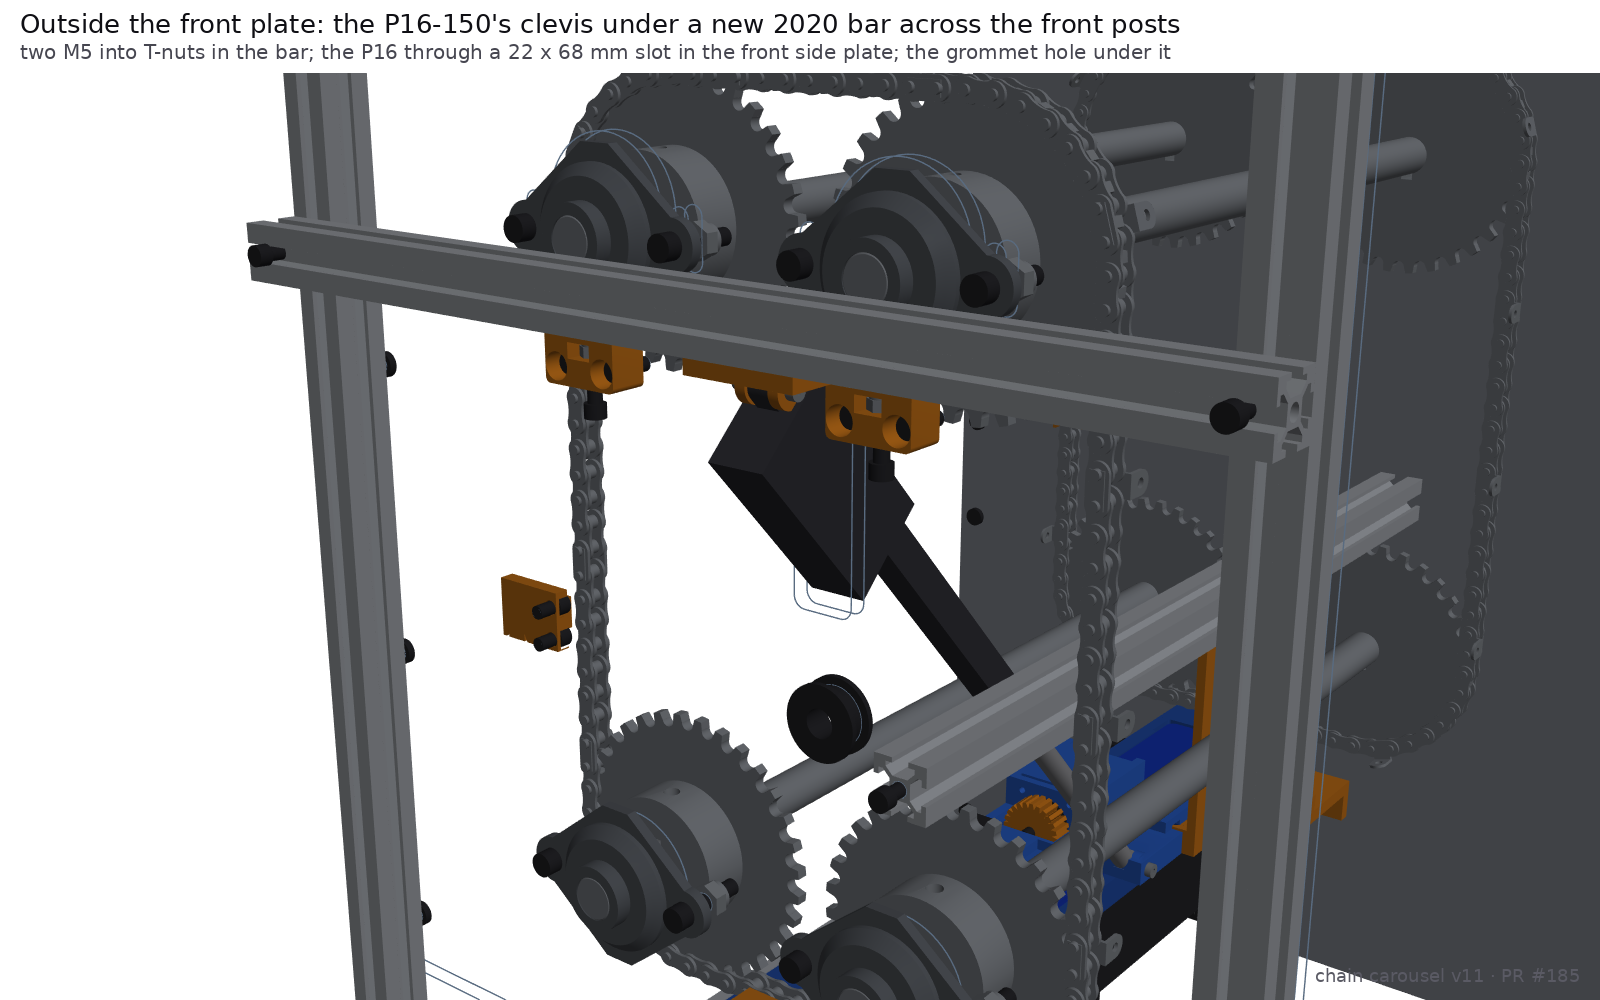 Outside the front plate: the P16-150's clevis under a new 2020 bar across the front posts
two M5 into T-nuts in the bar; the P16 through a 22 x 68 mm slot in the front side plate; the grommet hole under it
chain carousel v11 · PR #185